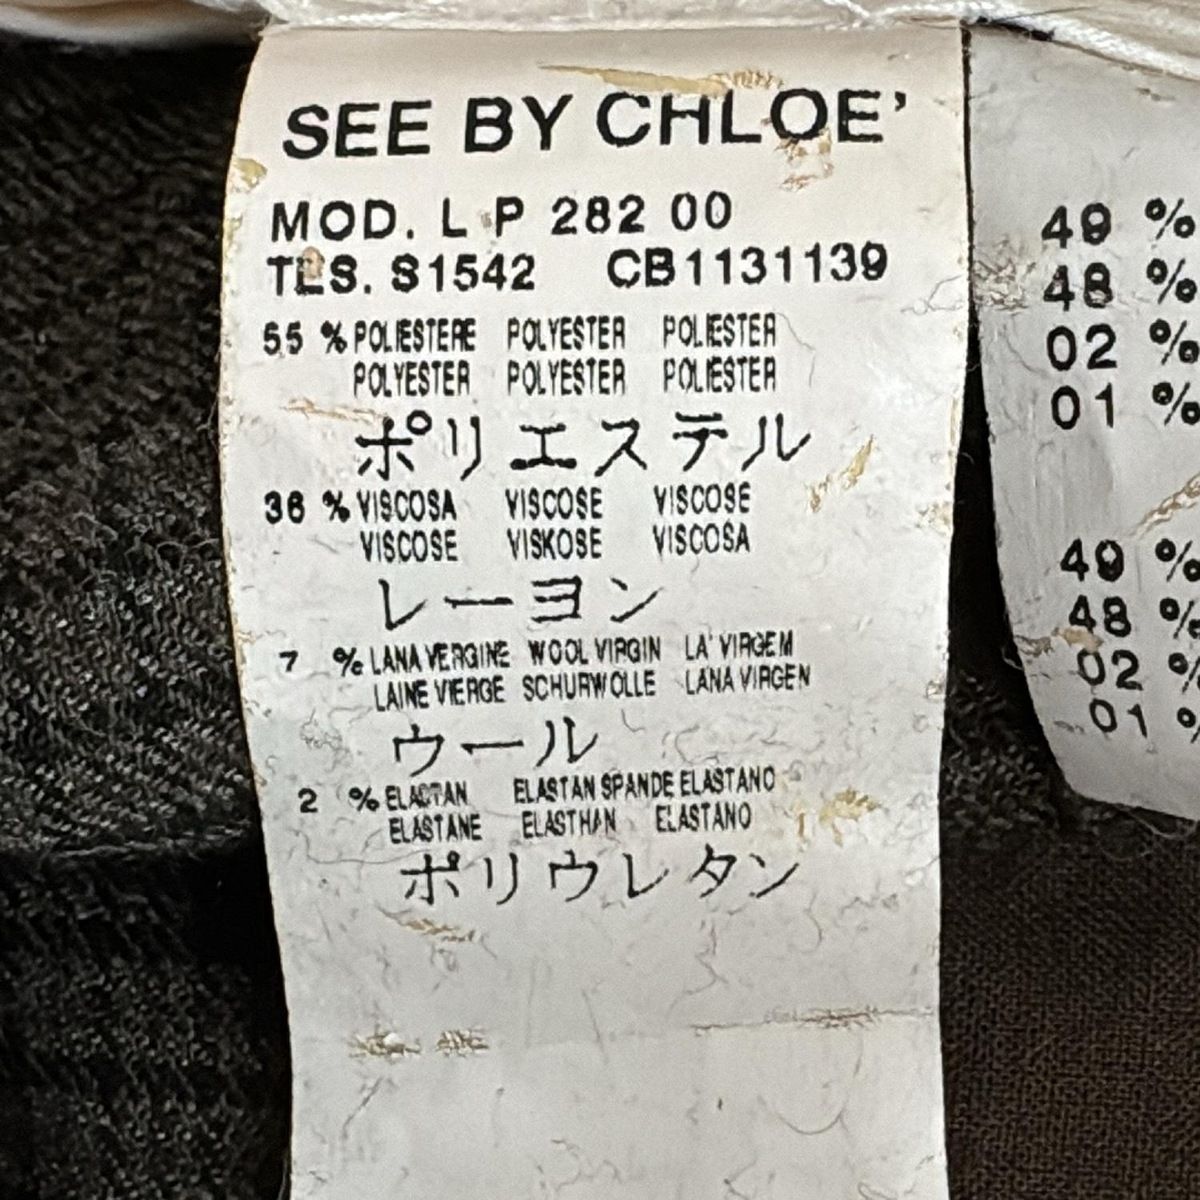 SEE BY CHLOE'
MOD. L P 282 00
TES. S1542 CB1131139
55 % POLIESTERE POLYESTER POLIESTER
POLYESTER POLYESTER POLIESTER
ポリエステル
36 % VISCOSA VISCOSE VISCOSE
VISCOSE VISKOSE VISCOSA
レーヨン
7 % LANA VERGINE WOOL VIRGIN LA' VIRGEM
LAINE VIERGE SCHURWOLLE LANA VIRGEN
ウール
2 % ELASTAN ELASTAN SPANDE ELASTANO
ELASTANE ELASTHAN ELASTANO
ポリウレタン
49 %
48 %
02 %
01 %
49 %
48 %
02 %
01 %